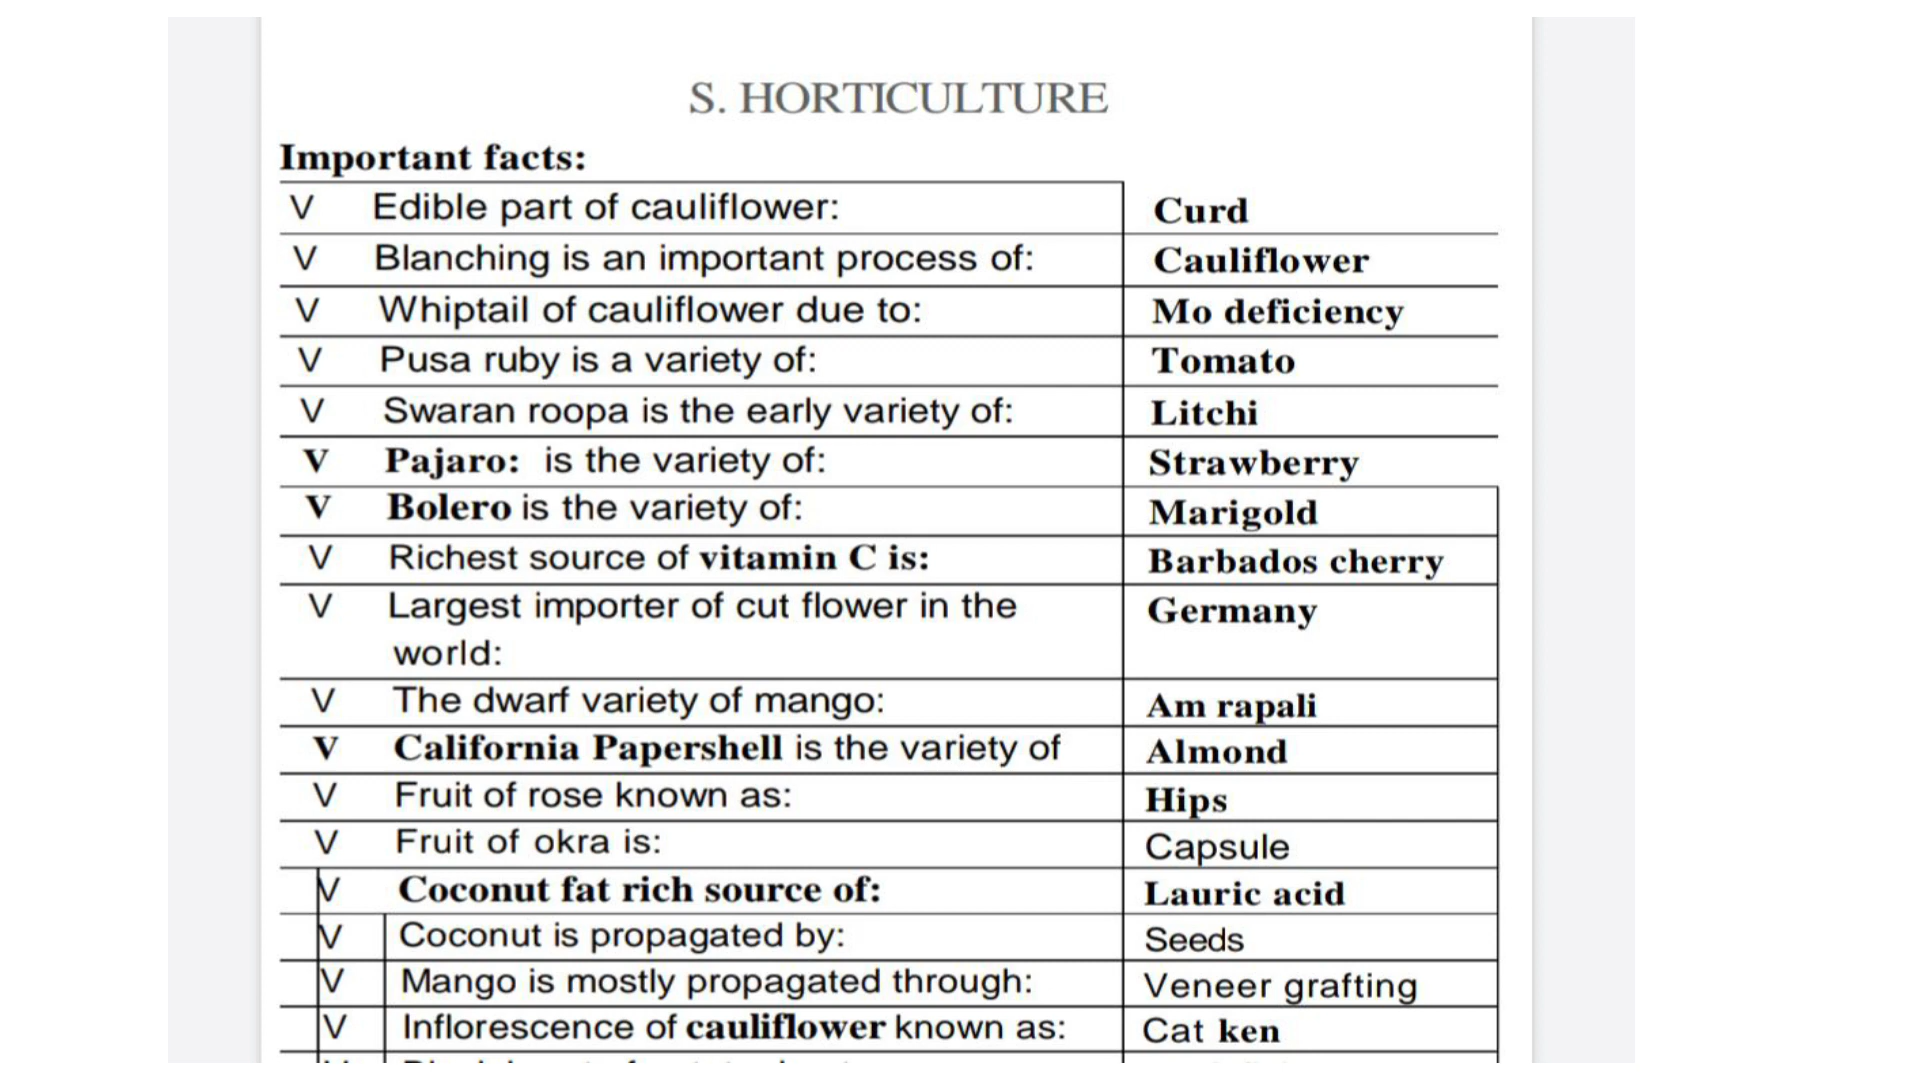 S. HORTICULTURE
Important facts:
V Edible part of cauliflower: Curd
V Blanching is an important process of: Cauliflower
V Whiptail of cauliflower due to: Mo deficiency
V Pusa ruby is a variety of: Tomato
V Swaran roopa is the early variety of: Litchi
V Pajaro: is the variety of: Strawberry
V Bolero is the variety of: Marigold
V Richest source of vitamin C is: Barbados cherry
V Largest importer of cut flower in the Germany
world:
V The dwarf variety of mango: Am rapali
V California Papershell is the variety of Almond
V Fruit of rose known as: Hips
V Fruit of okra is: Capsule
V Coconut fat rich source of: Lauric acid
V Coconut is propagated by: Seeds
V Mango is mostly propagated through: Veneer grafting
V Inflorescence of cauliflower known as: Cat ken